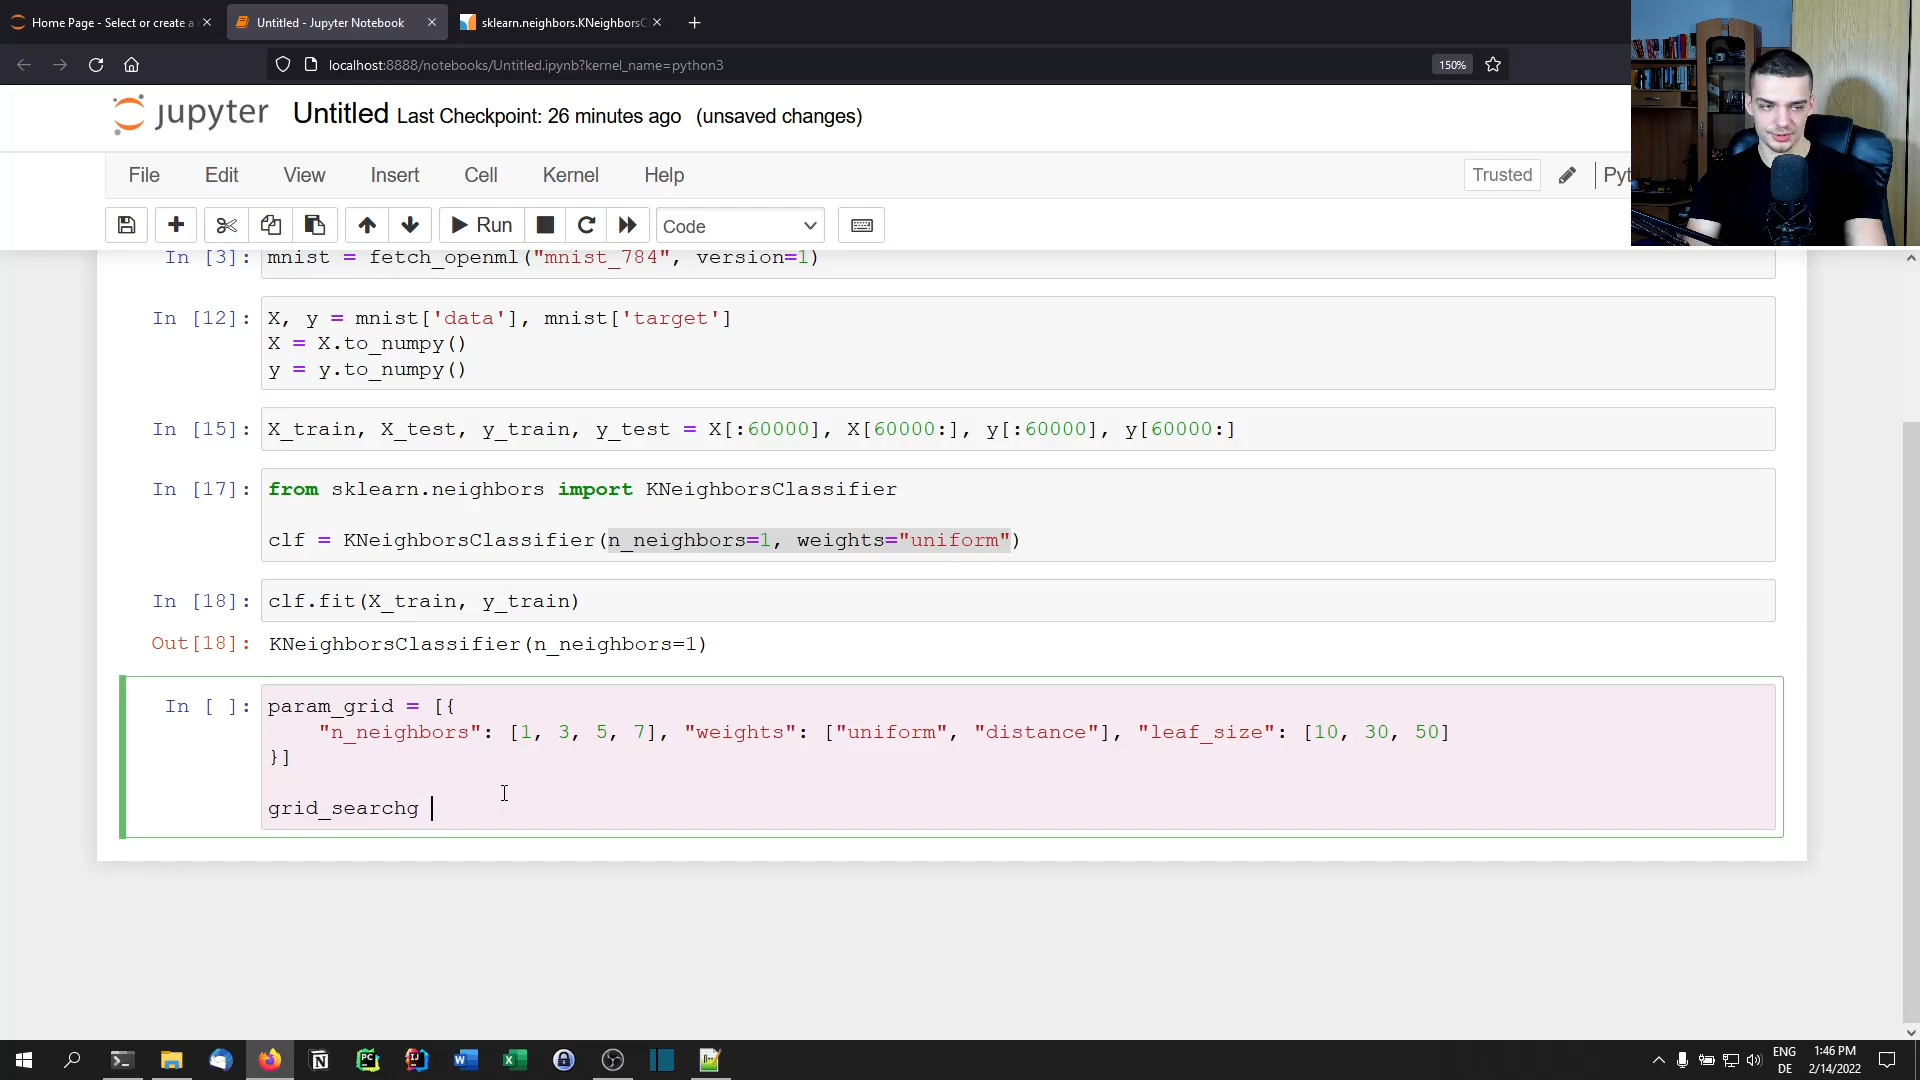 Home Page - Select or create a
Untitled - Jupyter Notebook
sklearn.neighbors.KNeighborsC
localhost:8888/notebooks/Untitled.ipynb?kernel_name=python3
150%
jupyter
Untitled Last Checkpoint: 26 minutes ago (unsaved changes)
File Edit View Insert Cell Kernel Help
Trusted
Pyt
Run
Code
In [3]: mnist = fetch_openml("mnist_784", version=1)
In [12]: X, y = mnist['data'], mnist['target']
X = X.to_numpy()
y = y.to_numpy()
In [15]: X_train, X_test, y_train, y_test = X[:60000], X[60000:], y[:60000], y[60000:]
In [17]: from sklearn.neighbors import KNeighborsClassifier
clf = KNeighborsClassifier(n_neighbors=1, weights="uniform")
In [18]: clf.fit(X_train, y_train)
Out[18]: KNeighborsClassifier(n_neighbors=1)
In [ ]: param_grid = [{
"n_neighbors": [1, 3, 5, 7], "weights": ["uniform", "distance"], "leaf_size": [10, 30, 50]
}]
grid_searchg
ENG
DE
1:46 PM
2/14/2022